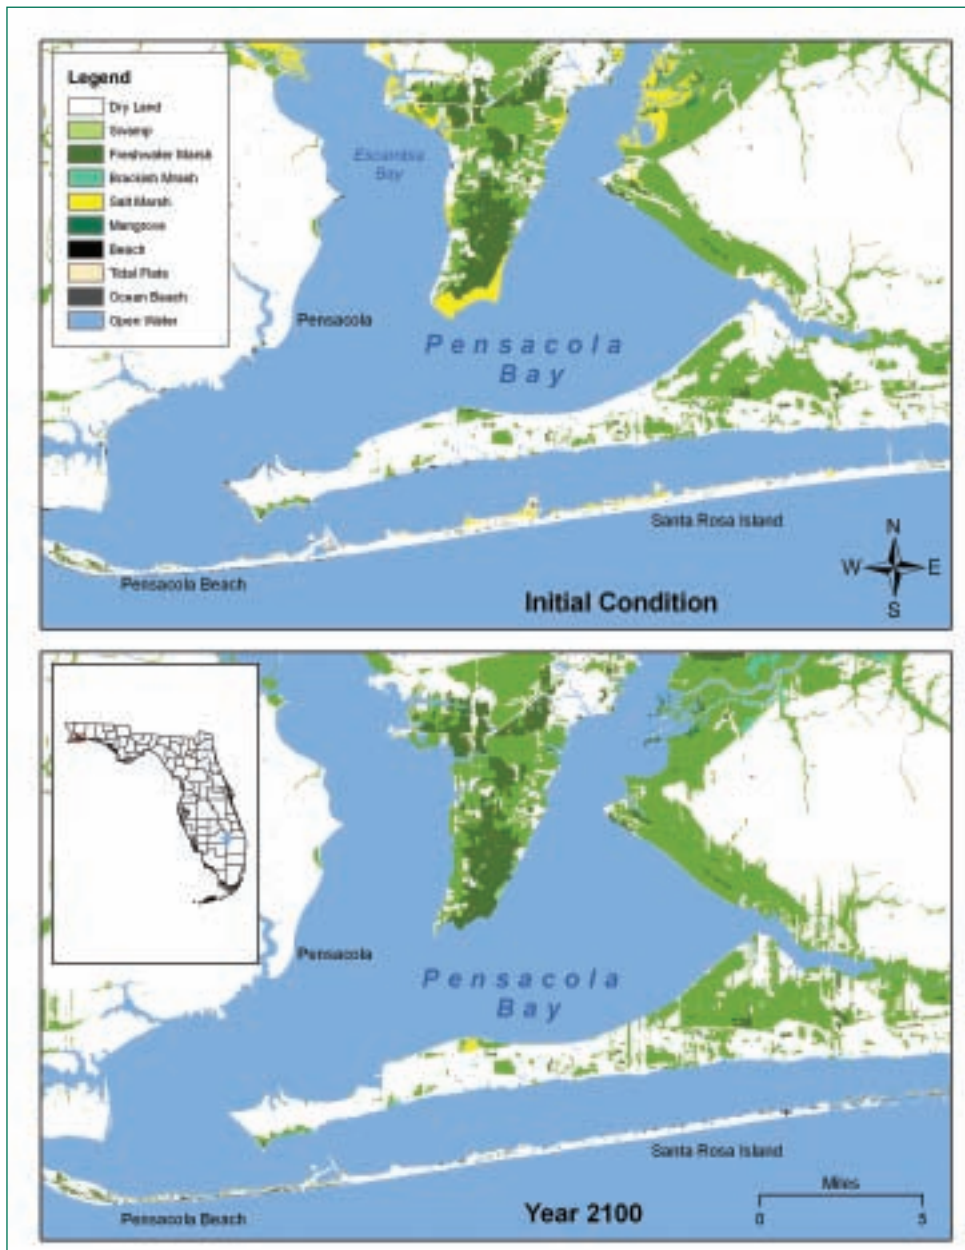 Legend
Dry Land
Swamp
Freshwater Marsh
Brackish Marsh
Salt Marsh
Mangrove
Beach
Tidal Flats
Ocean Beach
Open Water
Escambia
Bay
Pensacola
Pensacola
Bay
Santa Rosa Island
Pensacola Beach
Initial Condition
N
W
E
S
Pensacola
Pensacola
Bay
Santa Rosa Island
Pensacola Beach
Year 2100
Miles
0
5